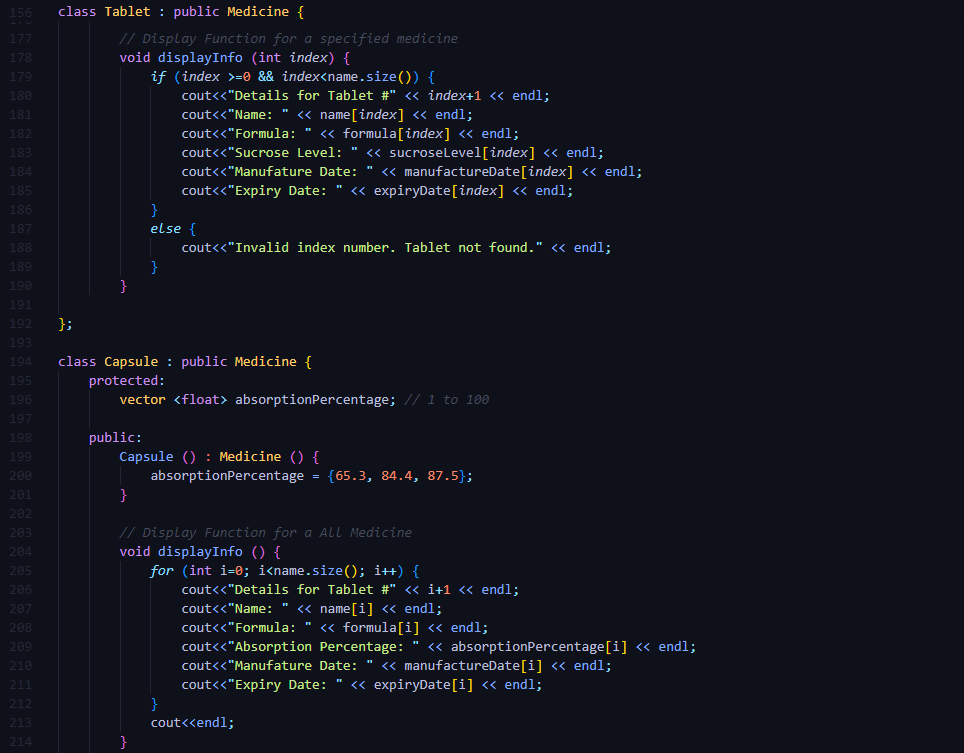 156 class Tablet : public Medicine {
177 // Display Function for a specified medicine
178 void displayInfo (int index) {
179 if (index >=0 && index<name.size()) {
180 cout<<"Details for Tablet #" << index+1 << endl;
181 cout<<"Name: " << name[index] << endl;
182 cout<<"Formula: " << formula[index] << endl;
183 cout<<"Sucrose Level: " << sucroseLevel[index] << endl;
184 cout<<"Manufature Date: " << manufactureDate[index] << endl;
185 cout<<"Expiry Date: " << expiryDate[index] << endl;
186 }
187 else {
188 cout<<"Invalid index number. Tablet not found." << endl;
189 }
190 }
191
192 };
193
194 class Capsule : public Medicine {
195 protected:
196 vector <float> absorptionPercentage; // 1 to 100
197
198 public:
199 Capsule () : Medicine () {
200 absorptionPercentage = {65.3, 84.4, 87.5};
201 }
202
203 // Display Function for a All Medicine
204 void displayInfo () {
205 for (int i=0; i<name.size(); i++) {
206 cout<<"Details for Tablet #" << i+1 << endl;
207 cout<<"Name: " << name[i] << endl;
208 cout<<"Formula: " << formula[i] << endl;
209 cout<<"Absorption Percentage: " << absorptionPercentage[i] << endl;
210 cout<<"Manufature Date: " << manufactureDate[i] << endl;
211 cout<<"Expiry Date: " << expiryDate[i] << endl;
212 }
213 cout<<endl;
214 }